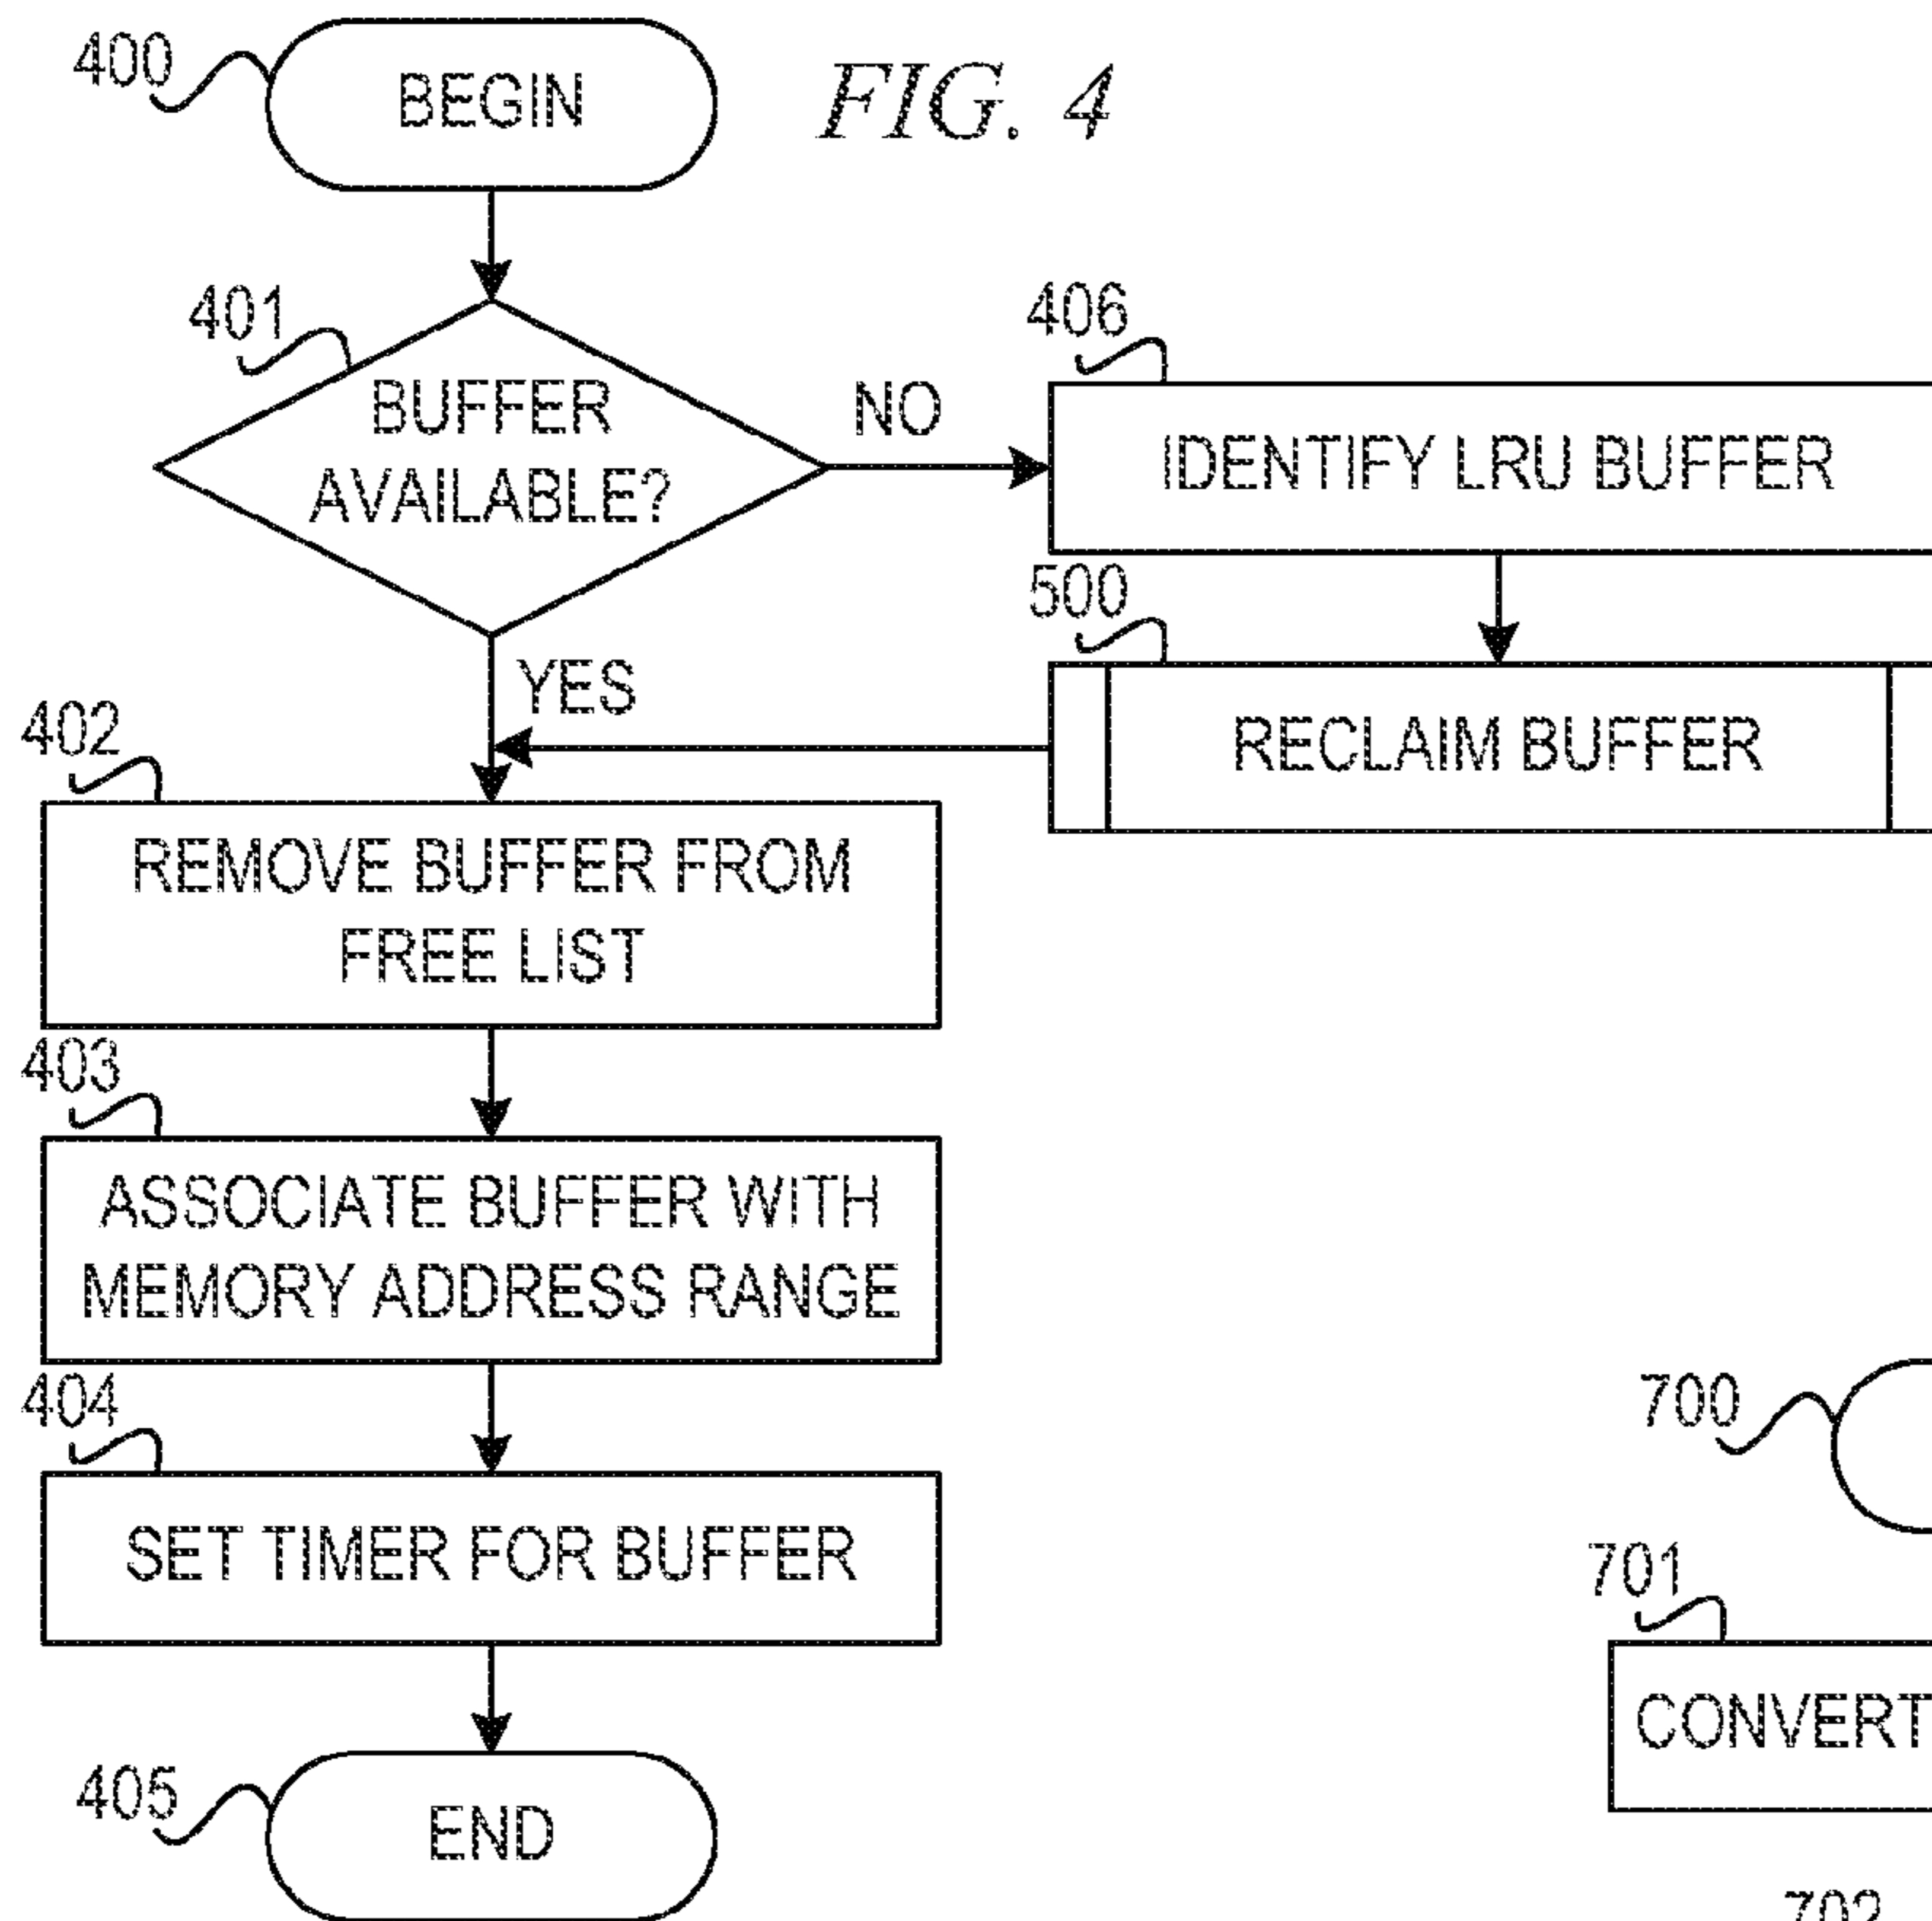 400
BEGIN
FIG. 4
401
BUFFER
AVAILABLE?
NO
406
IDENTIFY LRU BUFFER
500
RECLAIM BUFFER
YES
402
REMOVE BUFFER FROM
FREE LIST
403
ASSOCIATE BUFFER WITH
MEMORY ADDRESS RANGE
404
SET TIMER FOR BUFFER
405
END
700
701
CONVERT
702